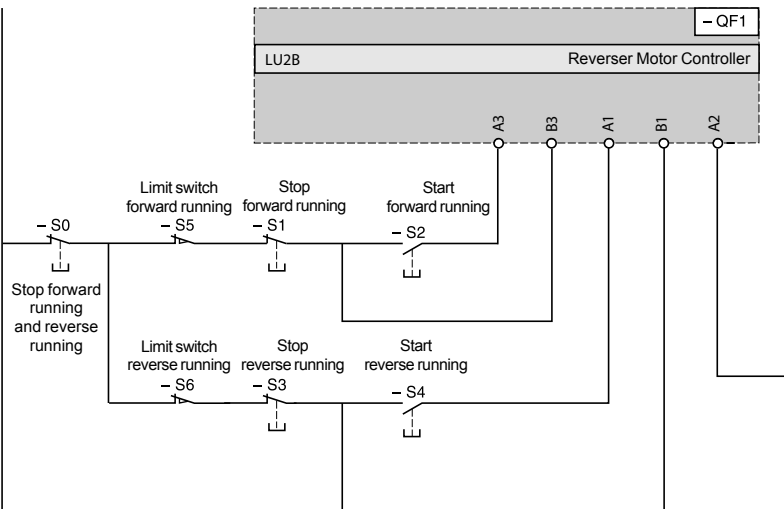 – QF1
LU2B Reverser Motor Controller
A3 B3 A1 B1 A2
Limit switch
forward running
– S5
Stop
forward running
– S1
Start
forward running
– S2
– S0
Stop forward
running
and reverse
running
Limit switch
reverse running
– S6
Stop
reverse running
– S3
Start
reverse running
– S4